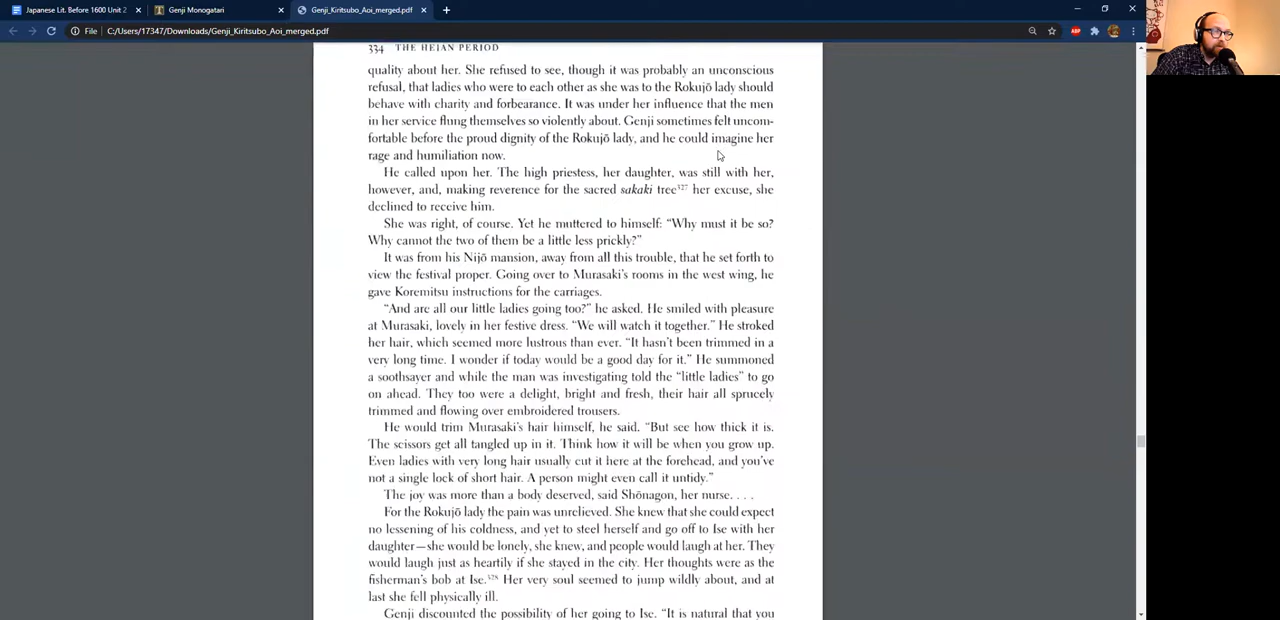 Japanese Lit. Before 1600 Unit 2
Genji Monogatari
Genji_Kiritsubo_Aoi_merged.pdf
File
C:/Users/17347/Downloads/Genji_Kiritsubo_Aoi_merged.pdf
ABP
334 THE HEIAN PERIOD
quality about her. She refused to see, though it was probably an unconscious
refusal, that ladies who were to each other as she was to the Rokujō lady should
behave with charity and forbearance. It was under her influence that the men
in her service flung themselves so violently about. Genji sometimes felt uncom-
fortable before the proud dignity of the Rokujō lady, and he could imagine her
rage and humiliation now.
He called upon her. The high priestess, her daughter, was still with her,
however, and, making reverence for the sacred sakaki tree³²⁷ her excuse, she
declined to receive him.
She was right, of course. Yet he muttered to himself: “Why must it be so?
Why cannot the two of them be a little less prickly?”
It was from his Nijō mansion, away from all this trouble, that he set forth to
view the festival proper. Going over to Murasaki’s rooms in the west wing, he
gave Koremitsu instructions for the carriages.
“And are all our little ladies going too?” he asked. He smiled with pleasure
at Murasaki, lovely in her festive dress. “We will watch it together.” He stroked
her hair, which seemed more lustrous than ever. “It hasn’t been trimmed in a
very long time. I wonder if today would be a good day for it.” He summoned
a soothsayer and while the man was investigating told the “little ladies” to go
on ahead. They too were a delight, bright and fresh, their hair all sprucely
trimmed and flowing over embroidered trousers.
He would trim Murasaki’s hair himself, he said. “But see how thick it is.
The scissors get all tangled up in it. Think how it will be when you grow up.
Even ladies with very long hair usually cut it here at the forehead, and you’ve
not a single lock of short hair. A person might even call it untidy.”
The joy was more than a body deserved, said Shōnagon, her nurse. . . .
For the Rokujō lady the pain was unrelieved. She knew that she could expect
no lessening of his coldness, and yet to steel herself and go off to Ise with her
daughter—she would be lonely, she knew, and people would laugh at her. They
would laugh just as heartily if she stayed in the city. Her thoughts were as the
fisherman’s bob at Ise.³²⁸ Her very soul seemed to jump wildly about, and at
last she fell physically ill.
Genji discounted the possibility of her going to Ise. “It is natural that you